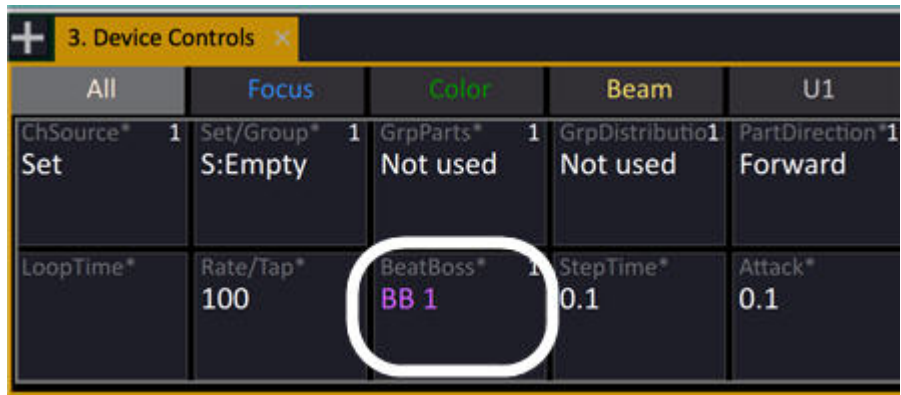 3. Device Controls ×
All Focus Color Beam U1
ChSource* 1 Set/Group* 1 GrpParts* 1 GrpDistributio1 PartDirection*1
Set S:Empty Not used Not used Forward
LoopTime* Rate/Tap* BeatBoss* 1 StepTime* Attack*
100 BB 1 0.1 0.1